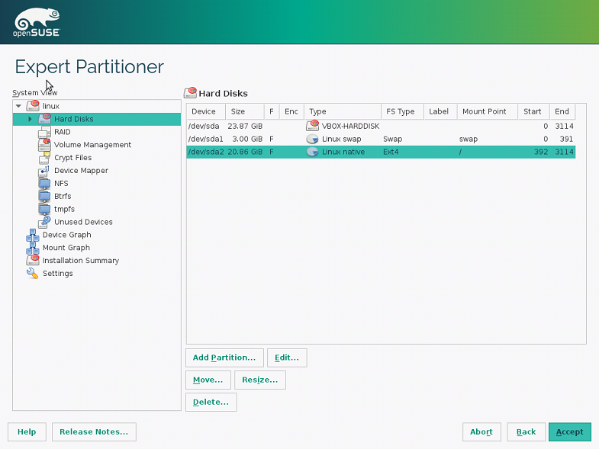 openSUSE
Expert Partitioner
System View
linux
Hard Disks
RAID
Volume Management
Crypt Files
Device Mapper
NFS
Btrfs
tmpfs
Unused Devices
Device Graph
Mount Graph
Installation Summary
Settings
Hard Disks
Device Size F Enc Type FS Type Label Mount Point Start End
/dev/sda 23.87 GiB VBOX-HARDDISK 0 3114
/dev/sda1 3.00 GiB F Linux swap Swap swap 0 391
/dev/sda2 20.86 GiB F Linux native Ext4 / 392 3114
Add Partition... Edit...
Move... Resize...
Delete...
Help Release Notes... Abort Back Accept